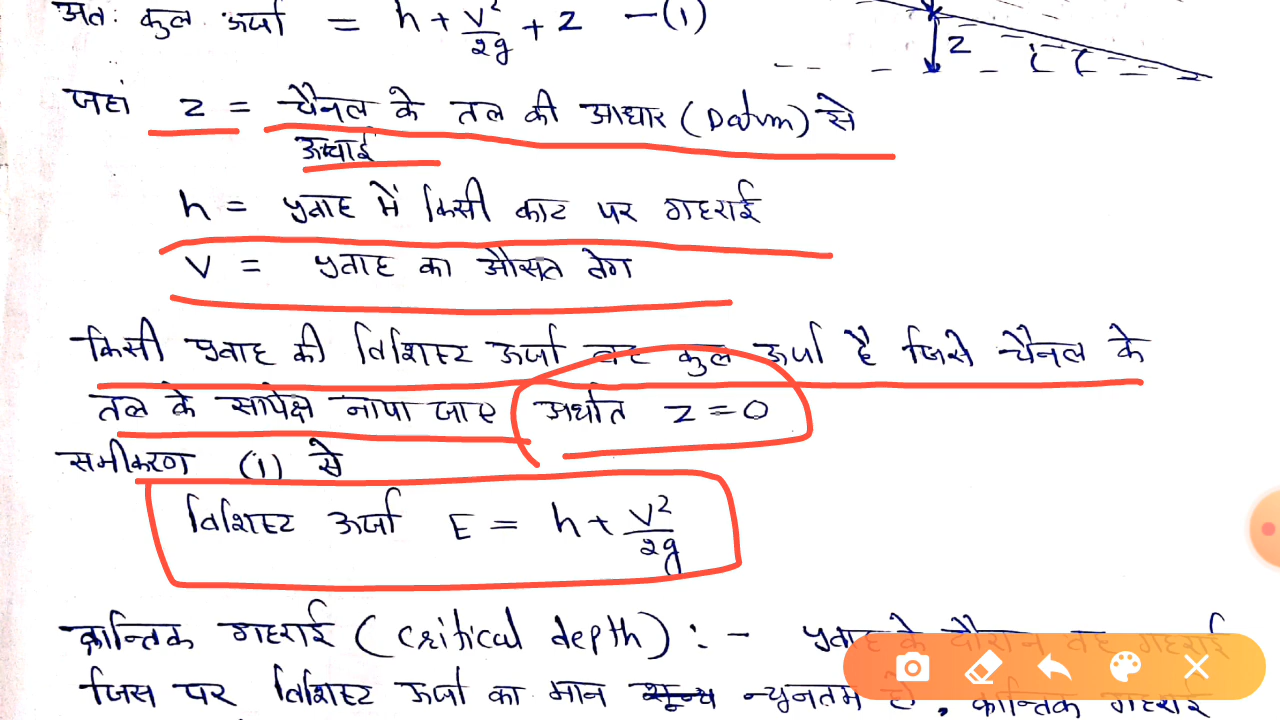 अतः कुल ऊर्जा = h + V²/2g + Z —(1)
Z
जहां Z = चैनल के तल की आधार (Datum) से
ऊंचाई
h = प्रवाह में किसी काट पर गहराई
V = प्रवाह का औसत वेग
किसी प्रवाह की विशिष्ट ऊर्जा वह कुल ऊर्जा है जिसे चैनल के
तल के सापेक्ष नापा जाए अर्थात Z = 0
समीकरण (1) से
विशिष्ट ऊर्जा E = h + V²/2g
क्रान्तिक गहराई (Critical depth) : - प्रवाह के दौरान वह गहराई
जिस पर विशिष्ट ऊर्जा का मान शून्य न्यूनतम हो, क्रान्तिक गहराई